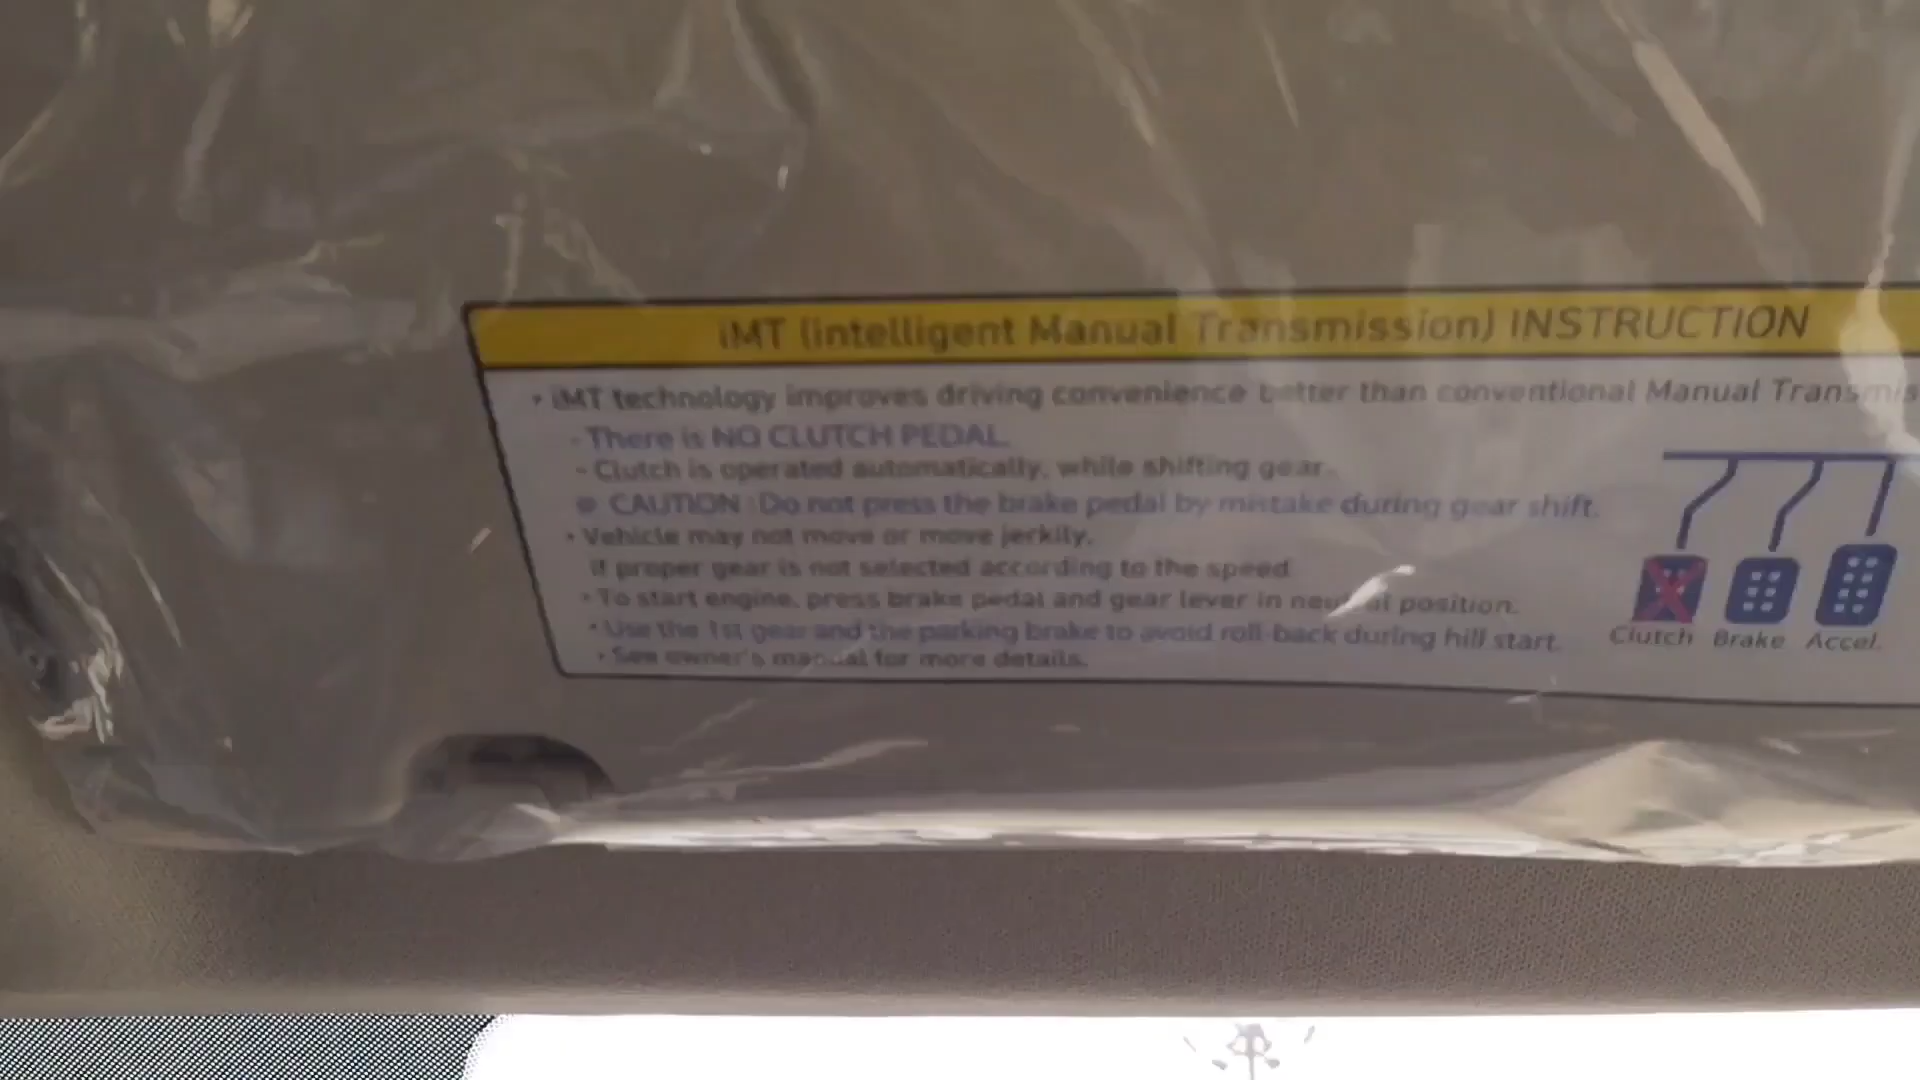 iMT (intelligent Manual Transmission) INSTRUCTION
• iMT technology improves driving convenience better than conventional Manual Transmis
- There is NO CLUTCH PEDAL.
- Clutch is operated automatically, while shifting gear.
CAUTION : Do not press the brake pedal by mistake during gear shift.
• Vehicle may not move or move jerkily,
if proper gear is not selected according to the speed.
• To start engine, press brake pedal and gear lever in neutral position.
• Use the 1st gear and the parking brake to avoid roll-back during hill start.
• See owner's manual for more details.
Clutch Brake Accel.